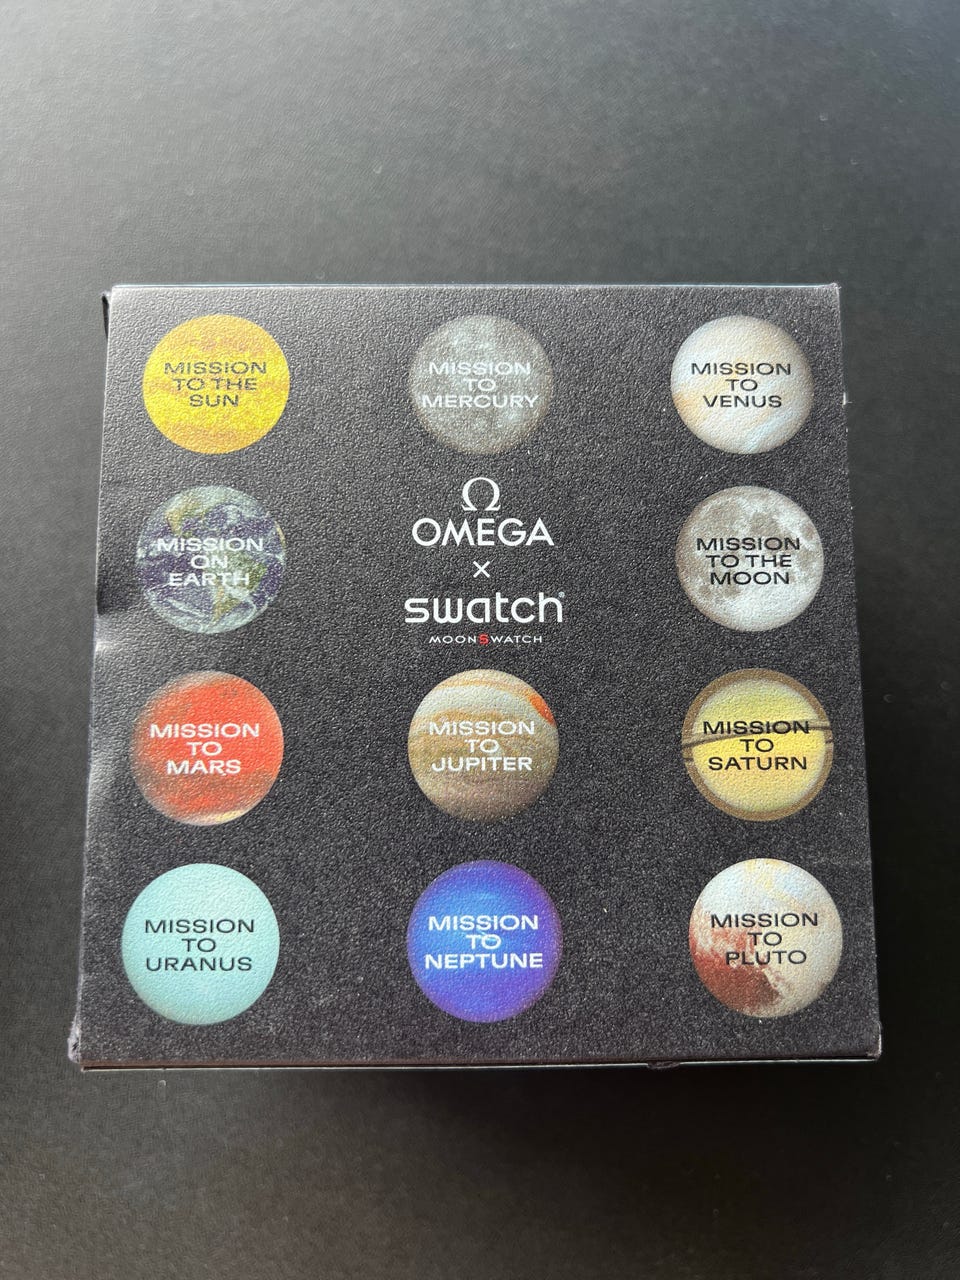 MISSION
TO THE
SUN
MISSION
TO
MERCURY
MISSION
TO
VENUS
MISSION
ON
EARTH
Ω
OMEGA
×
swatch®
MOONSWATCH
MISSION
TO THE
MOON
MISSION
TO
MARS
MISSION
TO
JUPITER
MISSION
TO
SATURN
MISSION
TO
URANUS
MISSION
TO
NEPTUNE
MISSION
TO
PLUTO